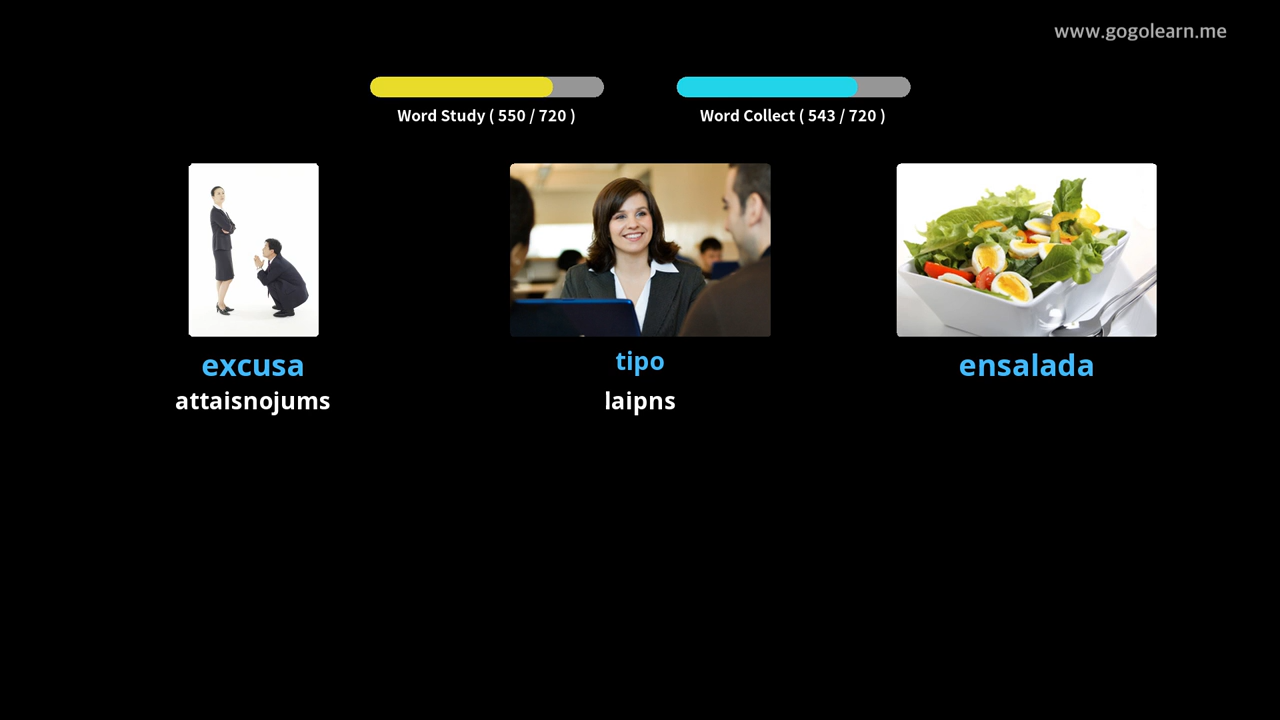 www.gogolearn.me
Word Study ( 550 / 720 )
Word Collect ( 543 / 720 )
excusa
tipo
ensalada
attaisnojums
laipns